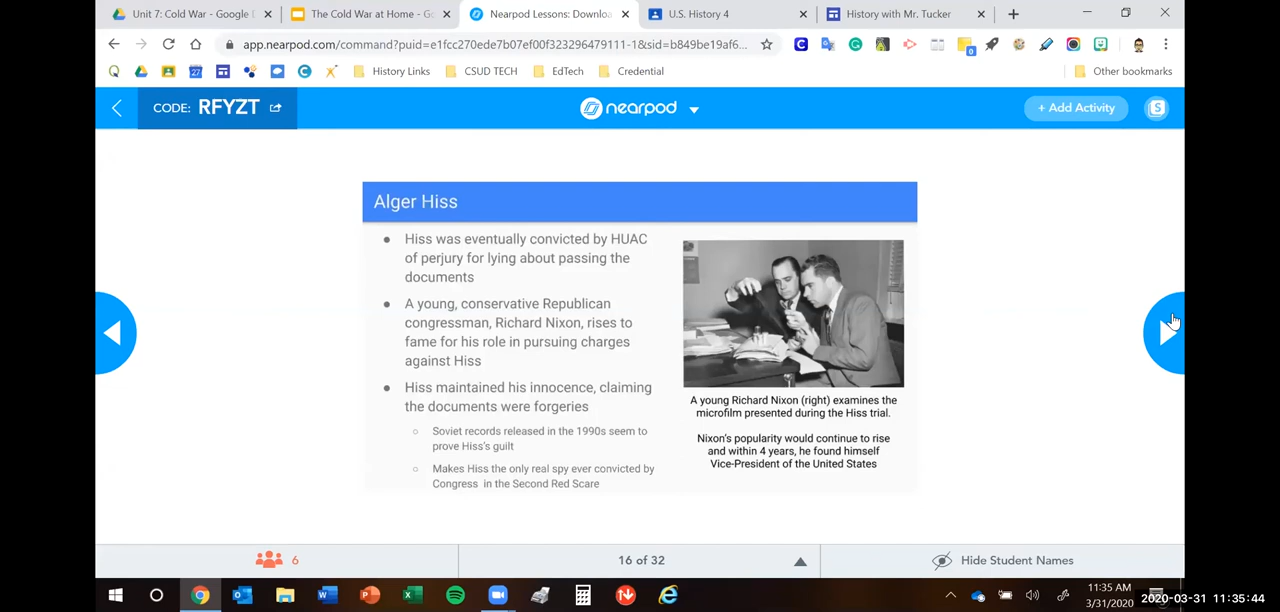 Unit 7: Cold War - Google D
The Cold War at Home - Go
Nearpod Lessons: Downloa
U.S. History 4
History with Mr. Tucker
app.nearpod.com/command?puid=e1fcc270ede7b07ef00f323296479111-1&sid=b849be19af6...
History Links
CSUD TECH
EdTech
Credential
Other bookmarks
CODE: RFYZT
nearpod
+ Add Activity
Alger Hiss
Hiss was eventually convicted by HUAC
of perjury for lying about passing the
documents
A young, conservative Republican
congressman, Richard Nixon, rises to
fame for his role in pursuing charges
against Hiss
Hiss maintained his innocence, claiming
the documents were forgeries
Soviet records released in the 1990s seem to
prove Hiss's guilt
Makes Hiss the only real spy ever convicted by
Congress in the Second Red Scare
A young Richard Nixon (right) examines the
microfilm presented during the Hiss trial.
Nixon's popularity would continue to rise
and within 4 years, he found himself
Vice-President of the United States
6
16 of 32
Hide Student Names
11:35 AM
3/31/2020
2020-03-31 11:35:44